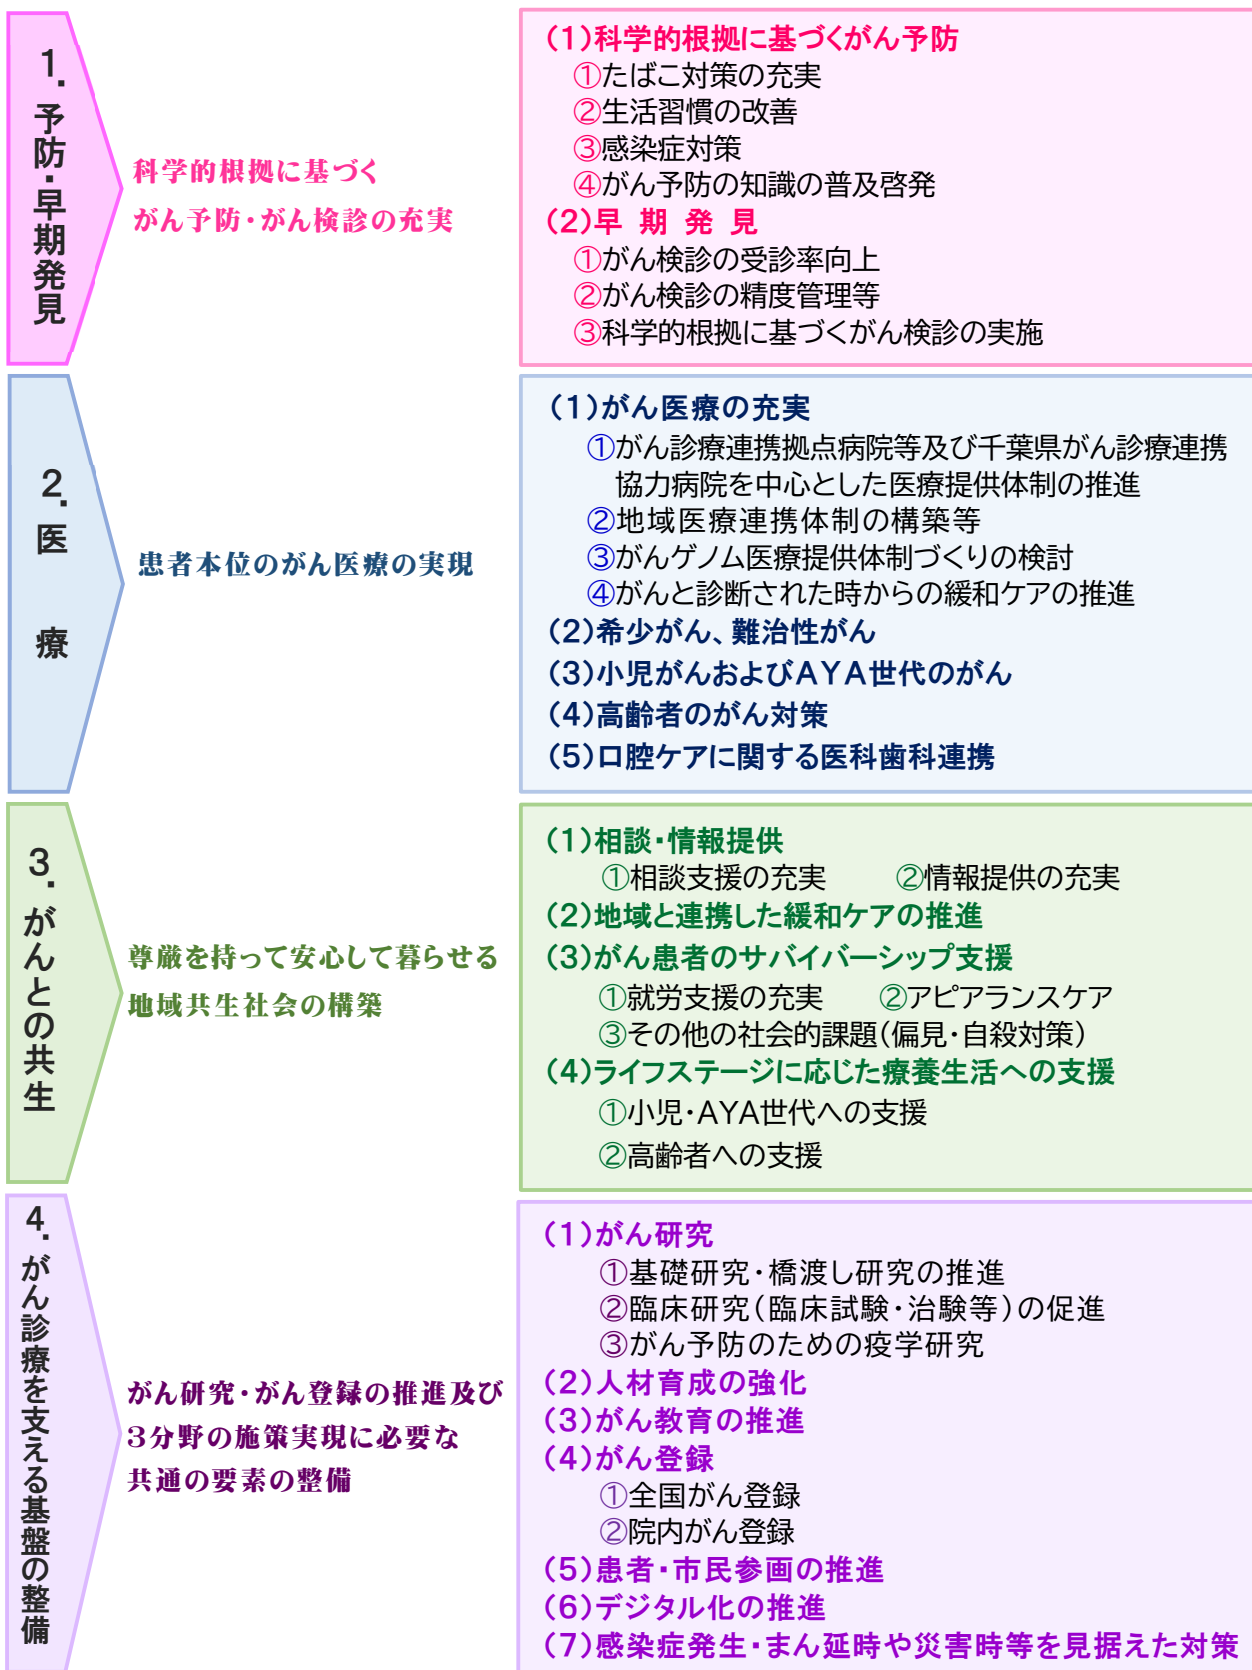 1.予防・早期発見
科学的根拠に基づく
がん予防・がん検診の充実
(1)科学的根拠に基づくがん予防
①たばこ対策の充実
②生活習慣の改善
③感染症対策
④がん予防の知識の普及啓発
(2)早 期 発 見
①がん検診の受診率向上
②がん検診の精度管理等
③科学的根拠に基づくがん検診の実施
2.医 療
患者本位のがん医療の実現
(1)がん医療の充実
①がん診療連携拠点病院等及び千葉県がん診療連携
協力病院を中心とした医療提供体制の推進
②地域医療連携体制の構築等
③がんゲノム医療提供体制づくりの検討
④がんと診断された時からの緩和ケアの推進
(2)希少がん、難治性がん
(3)小児がんおよびAYA世代のがん
(4)高齢者のがん対策
(5)口腔ケアに関する医科歯科連携
3.がんとの共生
尊厳を持って安心して暮らせる
地域共生社会の構築
(1)相談・情報提供
①相談支援の充実 ②情報提供の充実
(2)地域と連携した緩和ケアの推進
(3)がん患者のサバイバーシップ支援
①就労支援の充実 ②アピアランスケア
③その他の社会的課題(偏見・自殺対策)
(4)ライフステージに応じた療養生活への支援
①小児・AYA世代への支援
②高齢者への支援
4.がん診療を支える基盤の整備
がん研究・がん登録の推進及び
3分野の施策実現に必要な
共通の要素の整備
(1)がん研究
①基礎研究・橋渡し研究の推進
②臨床研究(臨床試験・治験等)の促進
③がん予防のための疫学研究
(2)人材育成の強化
(3)がん教育の推進
(4)がん登録
①全国がん登録
②院内がん登録
(5)患者・市民参画の推進
(6)デジタル化の推進
(7)感染症発生・まん延時や災害時等を見据えた対策